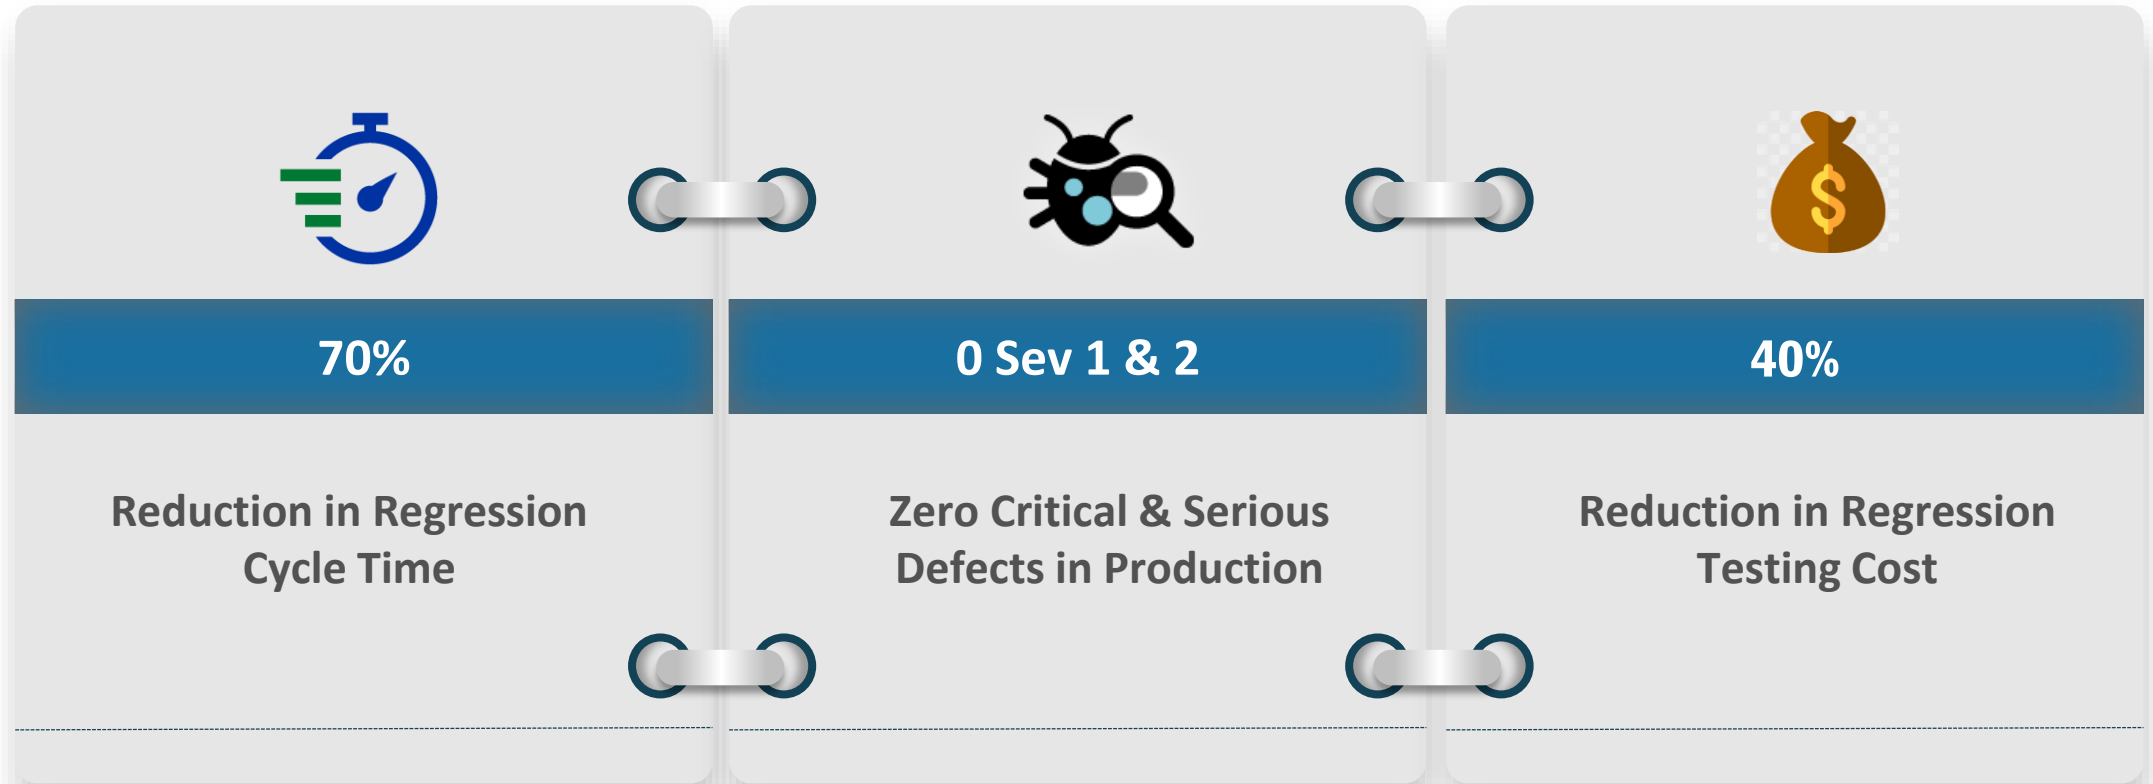 70%
Reduction in Regression
Cycle Time
0 Sev 1 & 2
Zero Critical & Serious
Defects in Production
$
40%
Reduction in Regression
Testing Cost